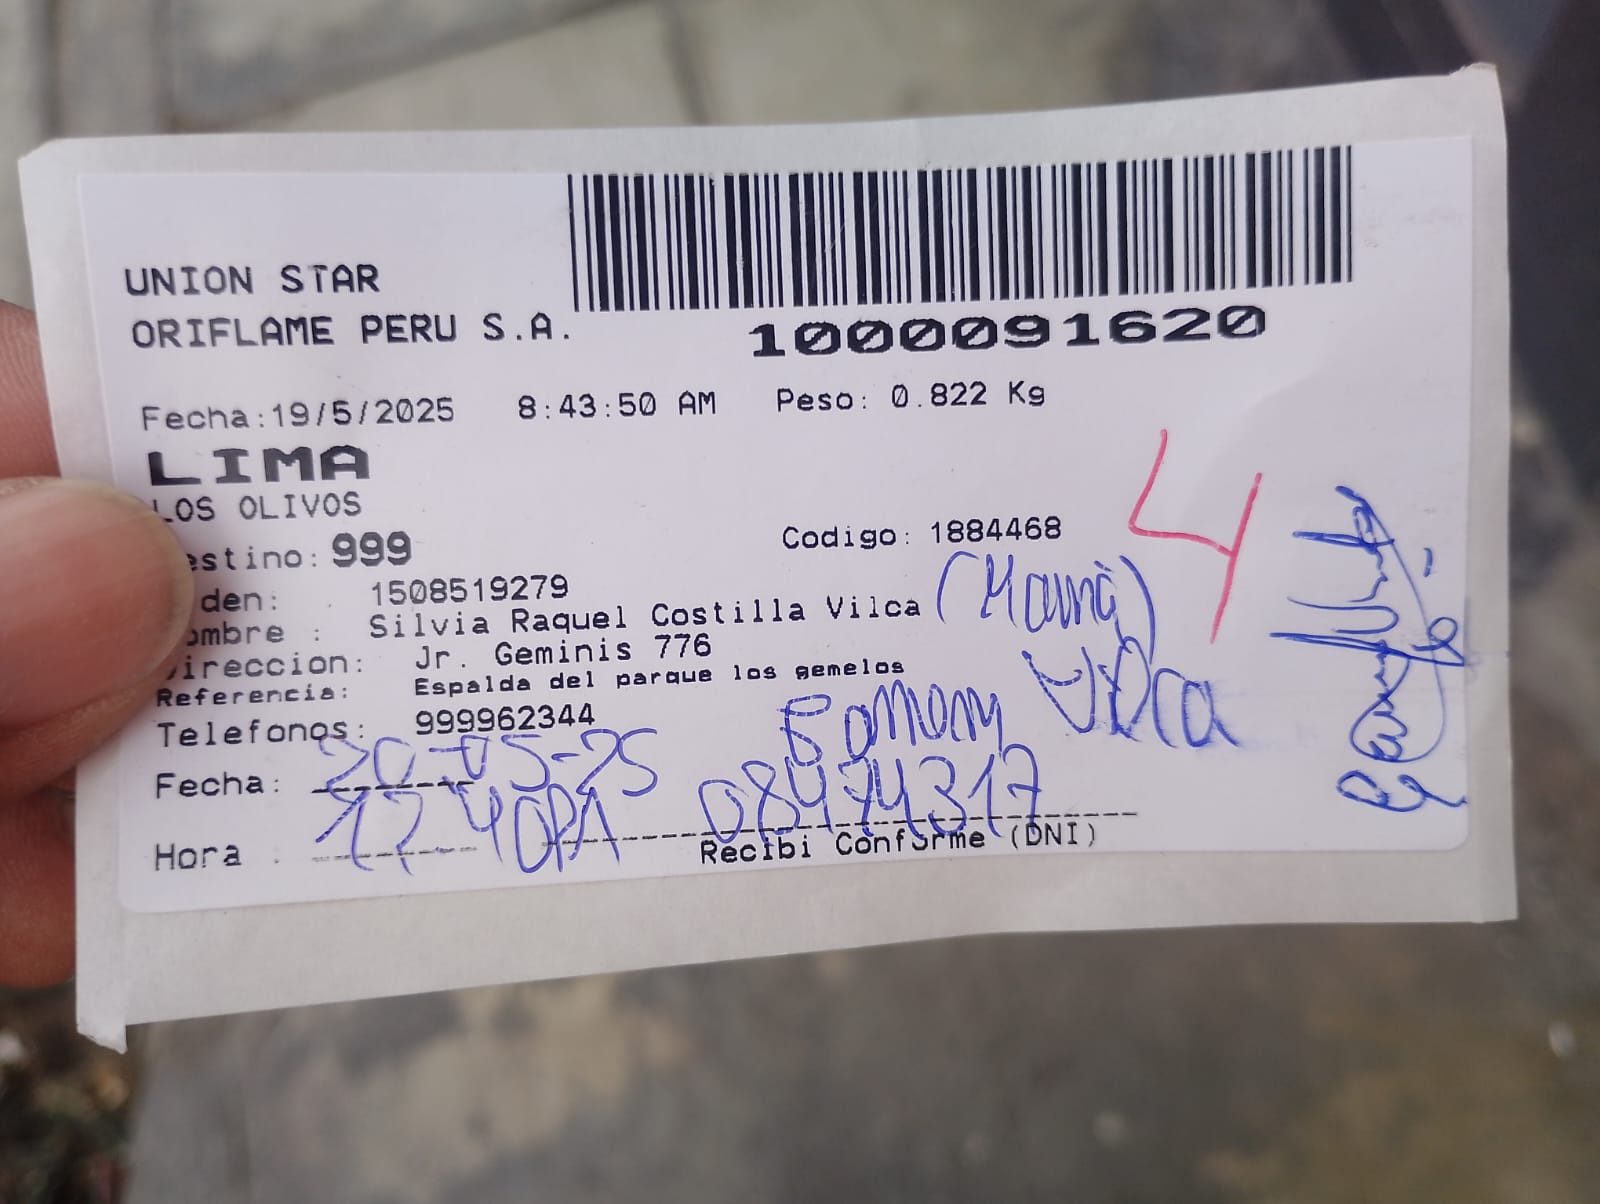 UNION STAR
ORIFLAME PERU S.A.
1000091620
Fecha:19/5/2025 8:43:50 AM Peso: 0.822 Kg
LIMA
LOS OLIVOS
estino: 999 Codigo: 1884468
4
den: 1508519279
ombre : Silvia Raquel Costilla Vilca (Mamá)
ireccion: Jr. Geminis 776
Referencia: Espalda del parque los gemelos
Telefonos: 999962344
Vilca
Fecha: 20-05-25
08474317
Hora : 12-40PM
Recibi Conforme (DNI)